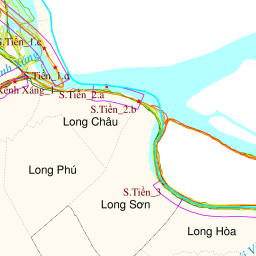 S.Tiền_1.c
S.Tiền_1.d
Kênh Xáng_1
S.Tiền_2.a
S.Tiền_2.b
Long Châu
Long Phú
S.Tiền_3
Long Sơn
Long Hòa